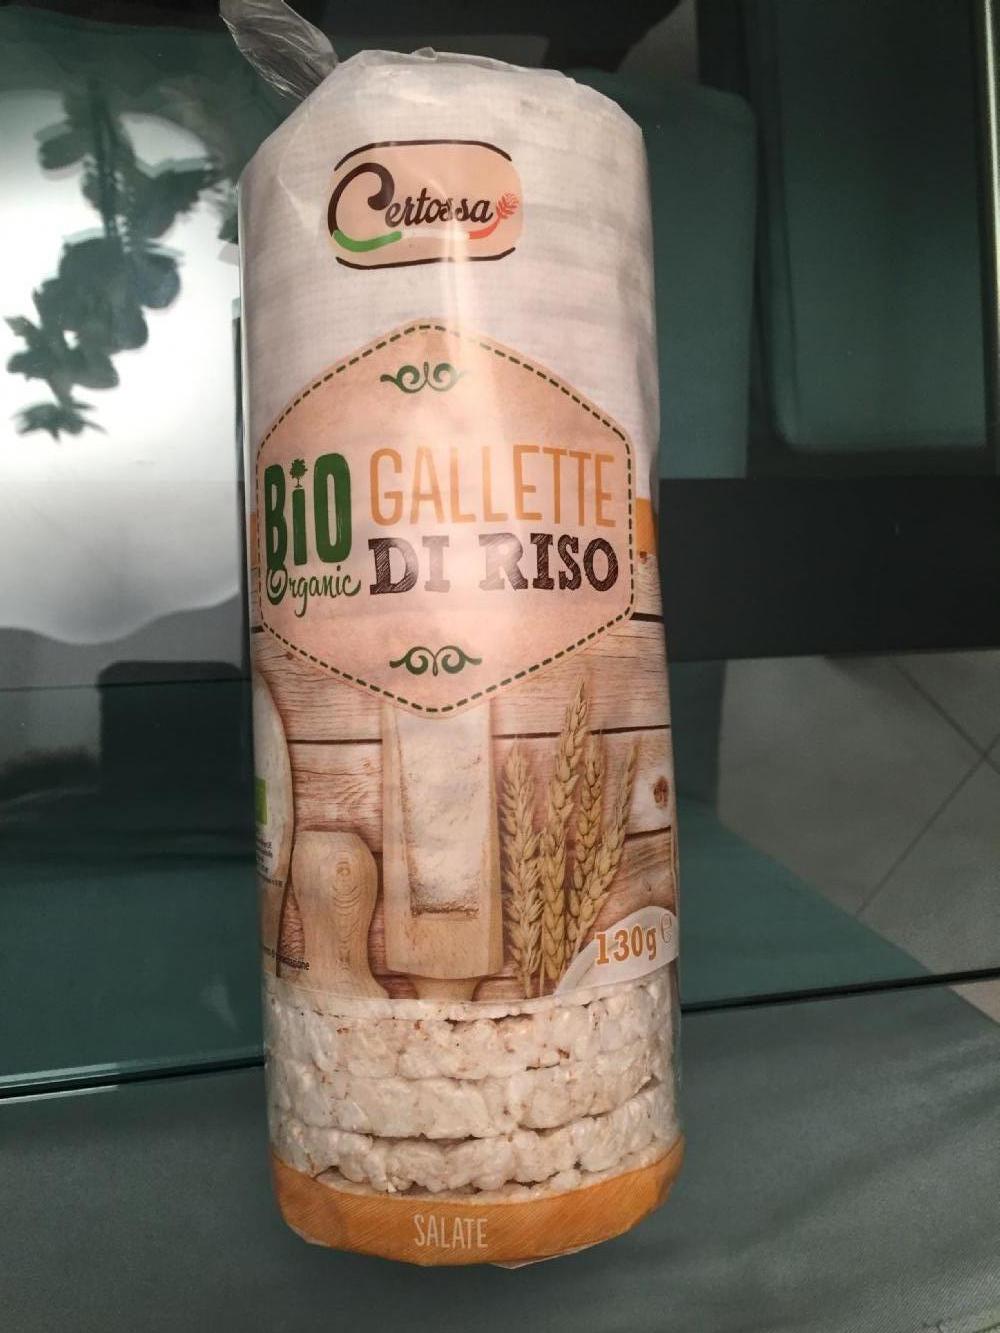 Certossa
BiO
Organic
GALLETTE
DI RISO
130g e
SALATE